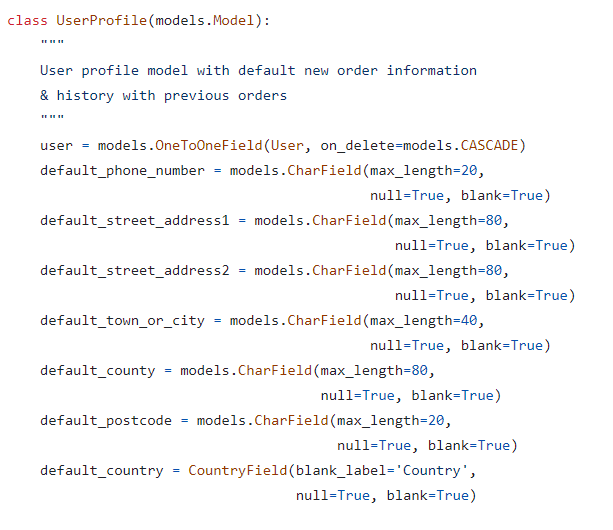 class UserProfile(models.Model):
    """
    User profile model with default new order information
    & history with previous orders
    """
    user = models.OneToOneField(User, on_delete=models.CASCADE)
    default_phone_number = models.CharField(max_length=20,
                                            null=True, blank=True)
    default_street_address1 = models.CharField(max_length=80,
                                               null=True, blank=True)
    default_street_address2 = models.CharField(max_length=80,
                                               null=True, blank=True)
    default_town_or_city = models.CharField(max_length=40,
                                            null=True, blank=True)
    default_county = models.CharField(max_length=80,
                                      null=True, blank=True)
    default_postcode = models.CharField(max_length=20,
                                        null=True, blank=True)
    default_country = CountryField(blank_label='Country',
                                   null=True, blank=True)